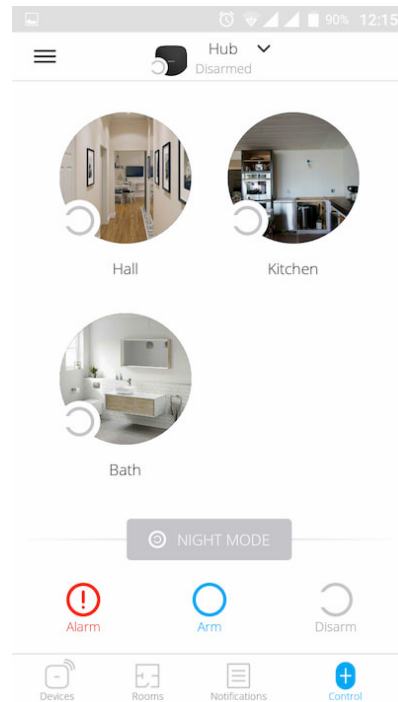 90% 12:15
Hub
Disarmed
Hall
Kitchen
Bath
NIGHT MODE
Alarm
Arm
Disarm
Devices
Rooms
Notifications
Control